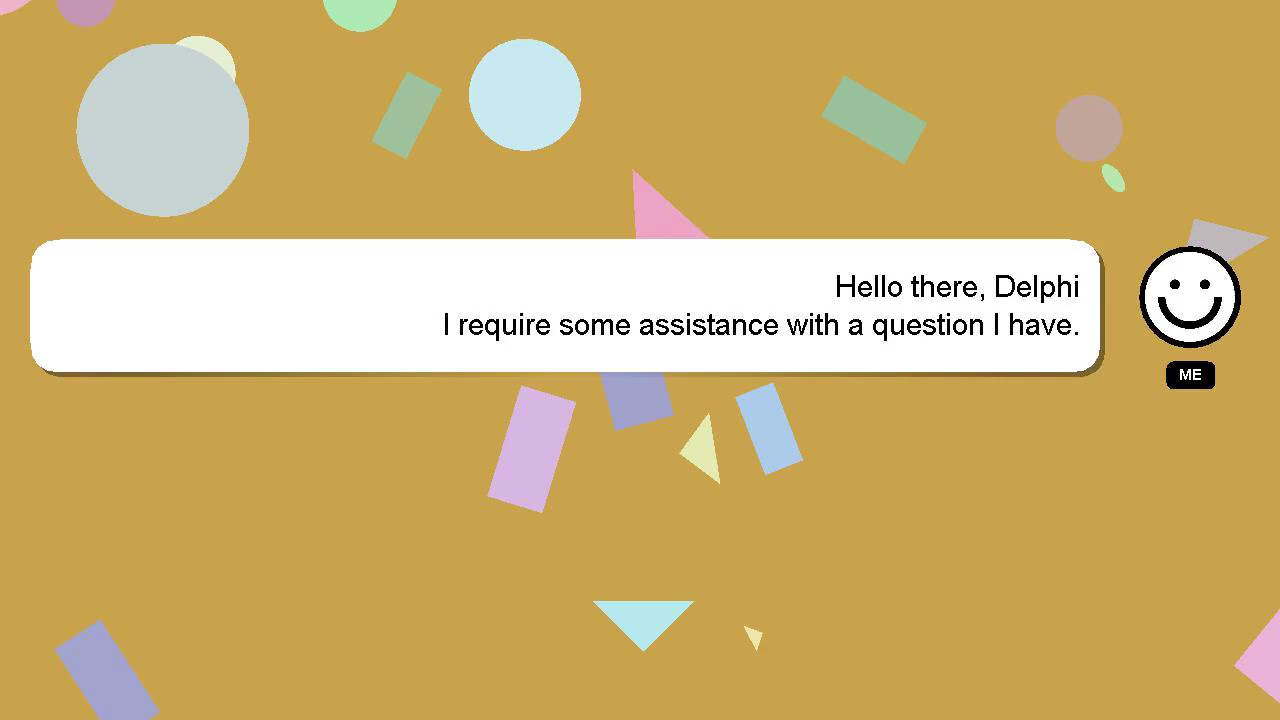 Hello there, Delphi
I require some assistance with a question I have.
ME